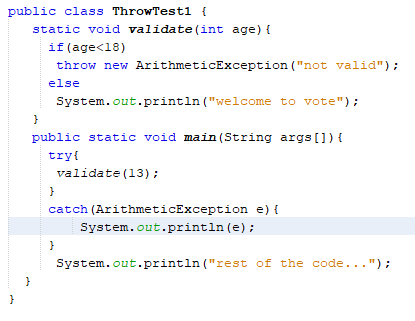 public class ThrowTest1 {
static void validate(int age){
if(age<18)
throw new ArithmeticException("not valid");
else
System.out.println("welcome to vote");
}
public static void main(String args[]){
try{
validate(13);
}
catch(ArithmeticException e){
System.out.println(e);
}
System.out.println("rest of the code...");
}
}